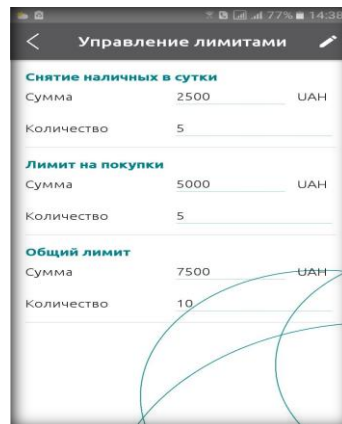 77% 14:38
Управление лимитами
Снятие наличных в сутки
Сумма 2500 UAH
Количество 5
Лимит на покупки
Сумма 5000 UAH
Количество 5
Общий лимит
Сумма 7500 UAH
Количество 10